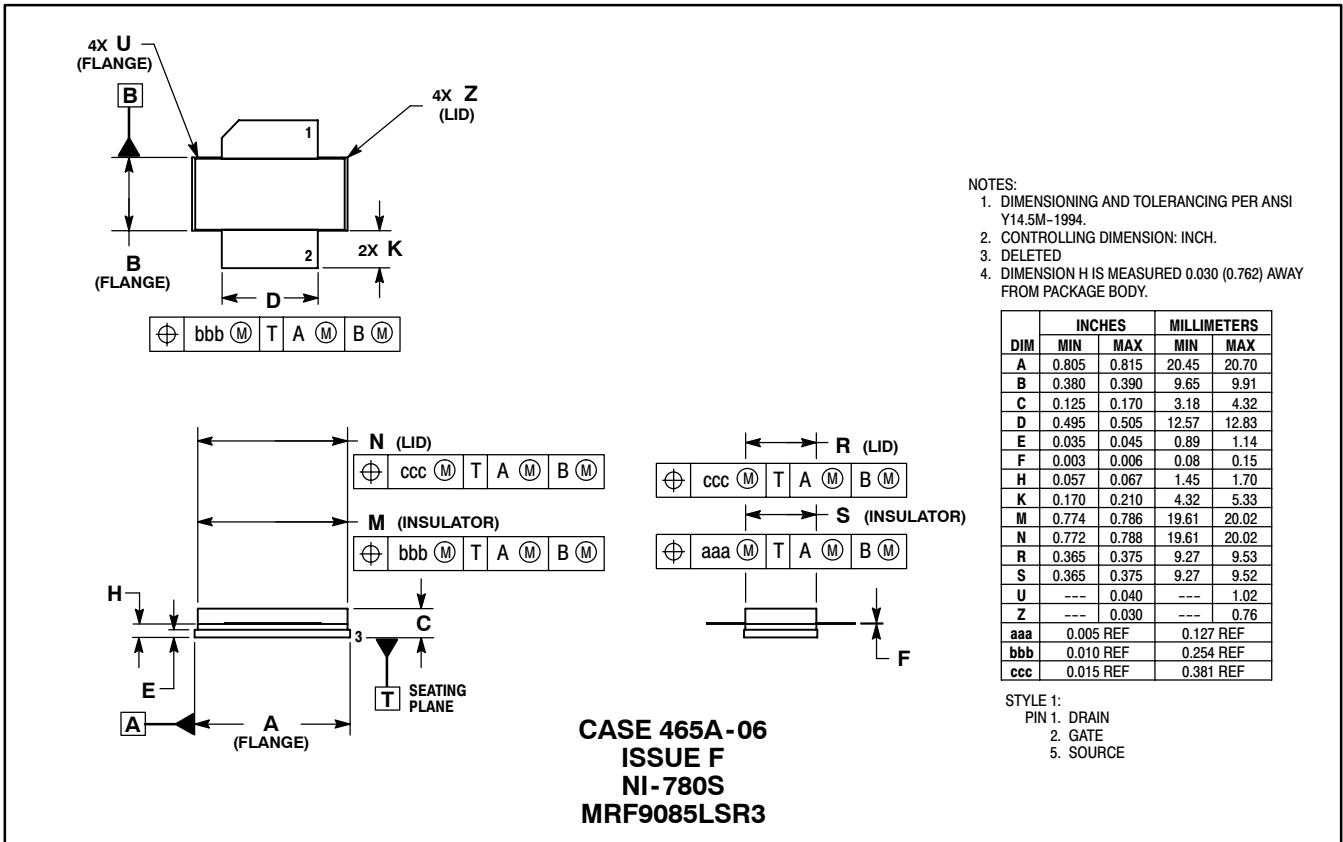 4X U
(FLANGE)
B
4X Z
(LID)
1
2
B
(FLANGE)
2X K
D
⌖ bbb Ⓜ T A Ⓜ B Ⓜ
N (LID)
⌖ ccc Ⓜ T A Ⓜ B Ⓜ
M (INSULATOR)
⌖ bbb Ⓜ T A Ⓜ B Ⓜ
R (LID)
⌖ ccc Ⓜ T A Ⓜ B Ⓜ
S (INSULATOR)
⌖ aaa Ⓜ T A Ⓜ B Ⓜ
H
C
3
E
F
T SEATING
PLANE
A
A
(FLANGE)
CASE 465A-06
ISSUE F
NI-780S
MRF9085LSR3
NOTES:
1. DIMENSIONING AND TOLERANCING PER ANSI
Y14.5M-1994.
2. CONTROLLING DIMENSION: INCH.
3. DELETED
4. DIMENSION H IS MEASURED 0.030 (0.762) AWAY
FROM PACKAGE BODY.
INCHES MILLIMETERS
DIM MIN MAX MIN MAX
A 0.805 0.815 20.45 20.70
B 0.380 0.390 9.65 9.91
C 0.125 0.170 3.18 4.32
D 0.495 0.505 12.57 12.83
E 0.035 0.045 0.89 1.14
F 0.003 0.006 0.08 0.15
H 0.057 0.067 1.45 1.70
K 0.170 0.210 4.32 5.33
M 0.774 0.786 19.61 20.02
N 0.772 0.788 19.61 20.02
R 0.365 0.375 9.27 9.53
S 0.365 0.375 9.27 9.52
U --- 0.040 --- 1.02
Z --- 0.030 --- 0.76
aaa 0.005 REF 0.127 REF
bbb 0.010 REF 0.254 REF
ccc 0.015 REF 0.381 REF
STYLE 1:
PIN 1. DRAIN
2. GATE
5. SOURCE